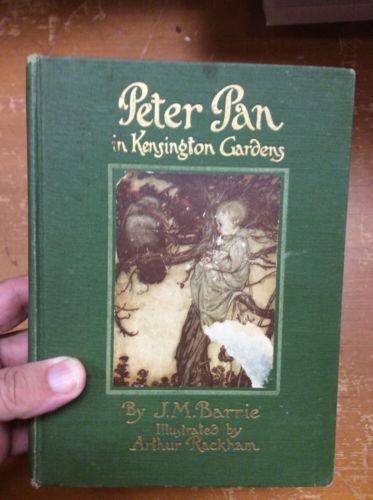 Peter Pan
in Kensington Gardens
By J.M. Barrie
Illustrated by
Arthur Rackham